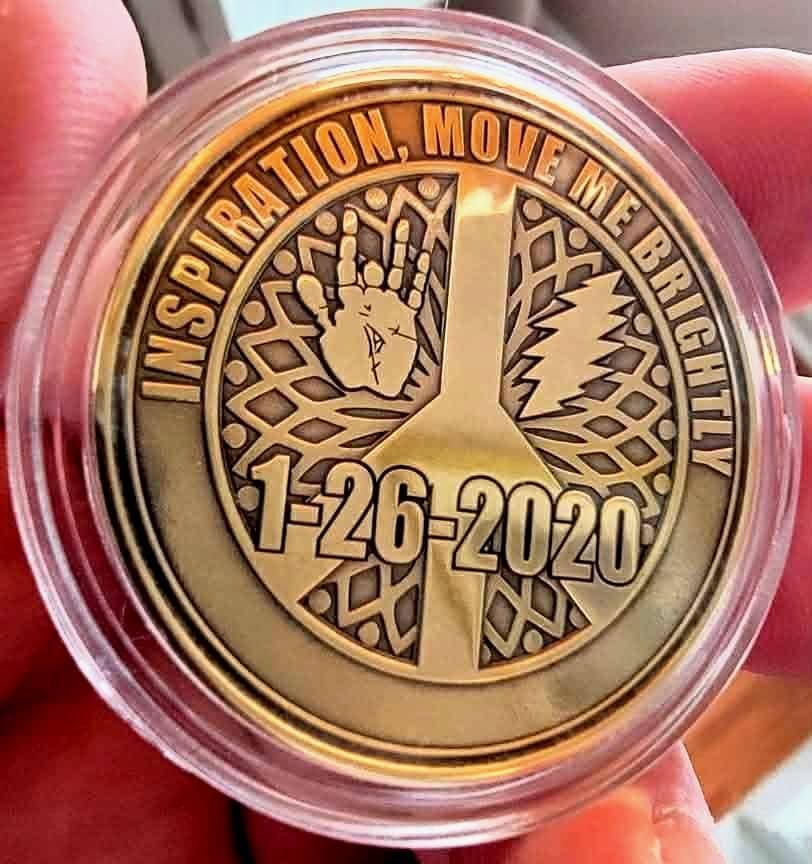 INSPIRATION, MOVE ME BRIGHTLY
1-26-2020